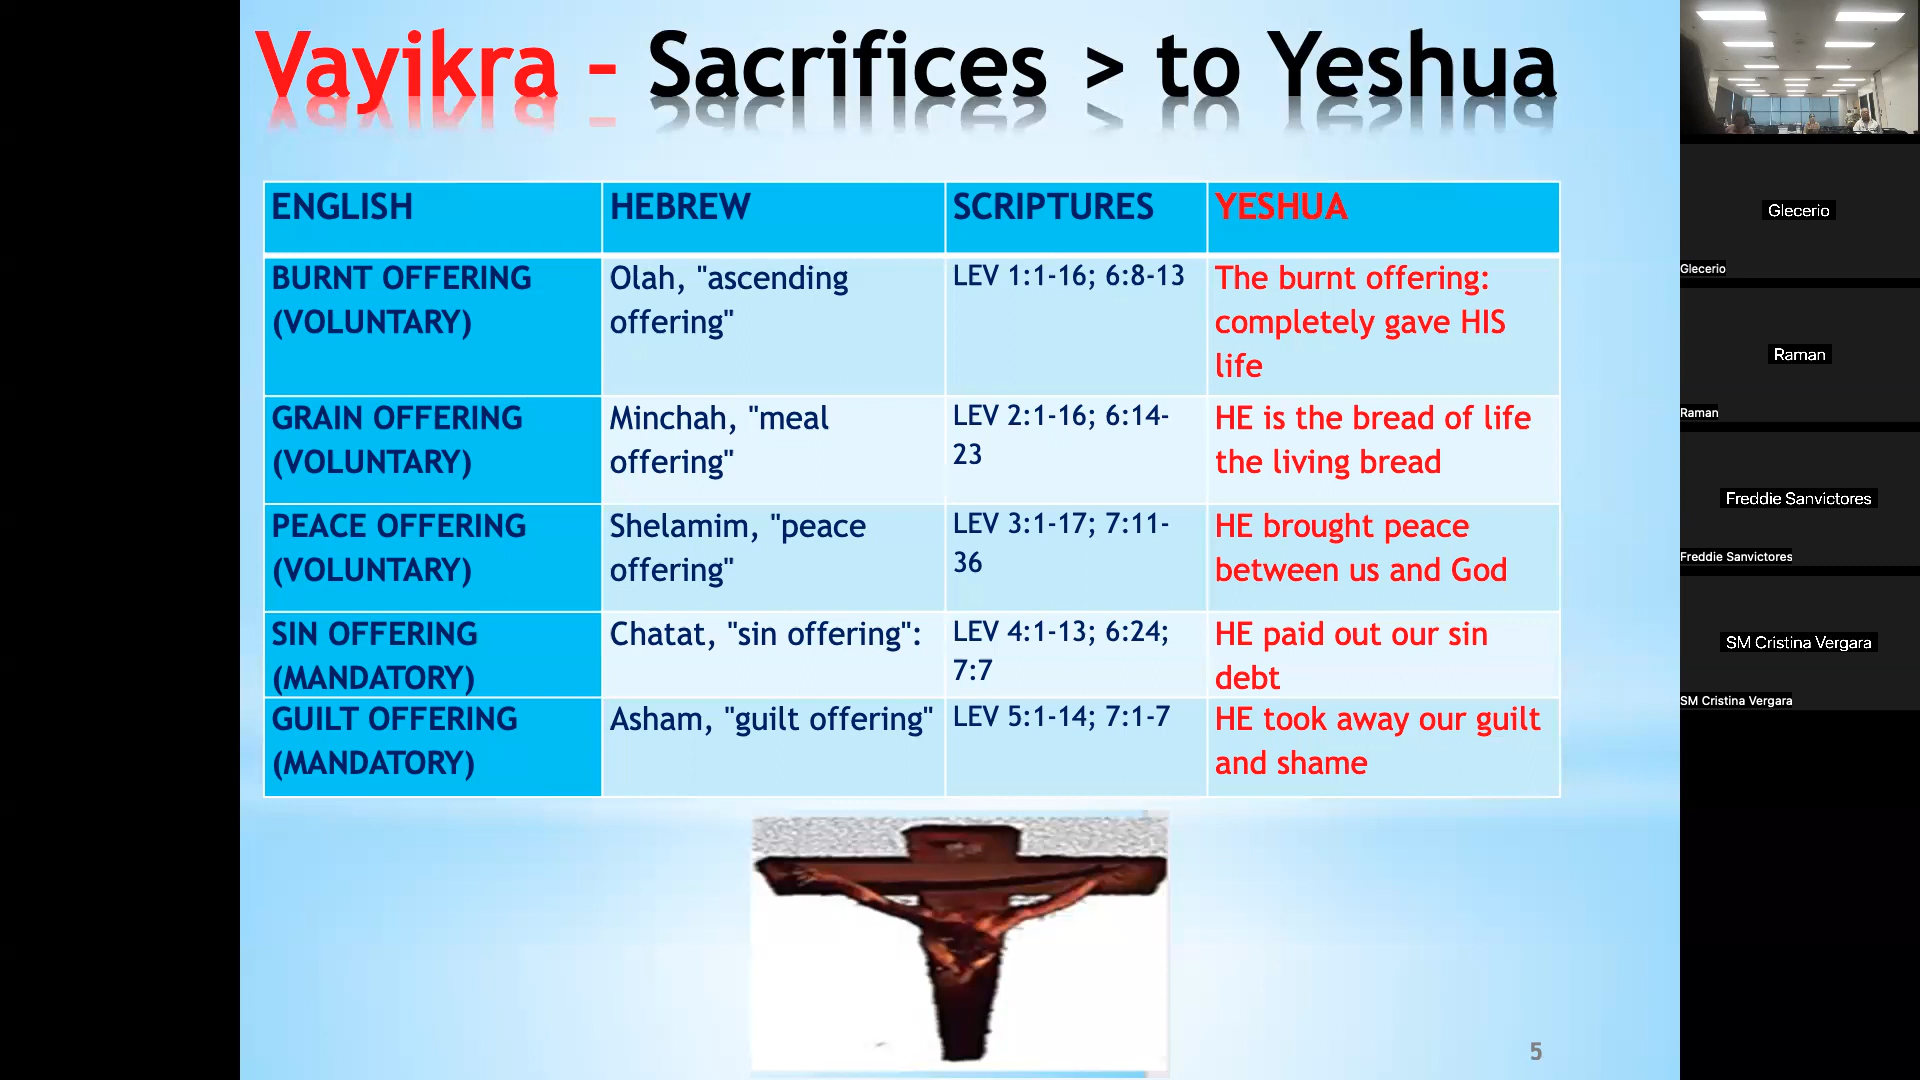 Vayikra – Sacrifices > to Yeshua
ENGLISH
HEBREW
SCRIPTURES
YESHUA
BURNT OFFERING
(VOLUNTARY)
Olah, "ascending
offering"
LEV 1:1-16; 6:8-13
The burnt offering:
completely gave HIS
life
GRAIN OFFERING
(VOLUNTARY)
Minchah, "meal
offering"
LEV 2:1-16; 6:14-
23
HE is the bread of life
the living bread
PEACE OFFERING
(VOLUNTARY)
Shelamim, "peace
offering"
LEV 3:1-17; 7:11-
36
HE brought peace
between us and God
SIN OFFERING
(MANDATORY)
Chatat, "sin offering":
LEV 4:1-13; 6:24;
7:7
HE paid out our sin
debt
GUILT OFFERING
(MANDATORY)
Asham, "guilt offering"
LEV 5:1-14; 7:1-7
HE took away our guilt
and shame
5
Glecerio
Glecerio
Raman
Raman
Freddie Sanvictores
Freddie Sanvictores
SM Cristina Vergara
SM Cristina Vergara